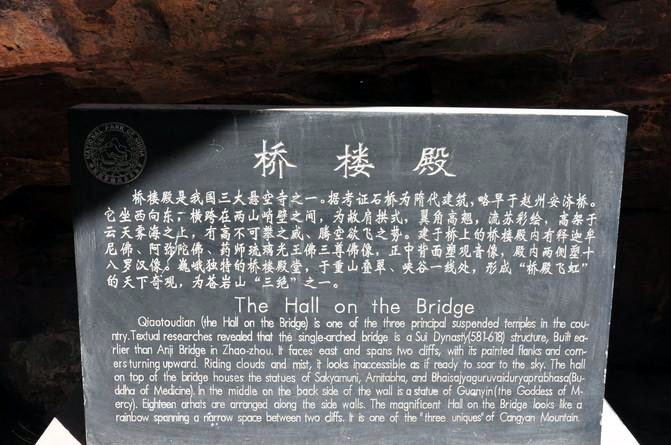 NATIONAL PARK OF
桥楼殿
桥楼殿是我国三大悬空寺之一。据考证石桥为隋代建筑，略早于赵州安济桥。
它坐西向东，横跨在两山峭壁之间，为敞肩拱式，翼角高翘，流苏彩绘，高架于
云天雾海之上，有高不可攀之威、腾空欲飞之势。建于桥上的桥楼殿内有释迦牟
尼佛、阿弥陀佛、药师琉璃光王佛三尊佛像，正中背面塑观音像，殿内两侧塑十
八罗汉像。巍峨独特的桥楼殿堂，于重山叠翠、峡谷一线处，形成“桥殿飞虹”
的天下奇观，为苍岩山“三绝”之一。
The Hall on the Bridge
Qiaotoudian (the Hall on the Bridge) is one of the three principal suspended temples in the cou-
ntry.Textual researches revealed that the single-arched bridge is a Sui Dynasty(581-618) structure, Built ea-
rlier than Anji Bridge in Zhao-zhou. It faces east and spans two cliffs, with its painted flanks and corn-
ers turning upward. Riding clouds and mist, it looks inaccessible as if ready to soar to the sky. The hall
on top of the bridge houses the statues of Sakyamuni, Amitabha, and Bhaisajyaguruvaiduryaprabhasa(Bu-
ddha of Medicine). In the middle on the back side of the wall is a statue of Guanyin(the Goddess of M-
ercy). Eighteen arhats are arranged along the side walls. The magnificent Hall on the Bridge looks like a
rainbow spanning a narrow space between two cliffs. It is one of the "three uniques" of Cangyan Mountain.